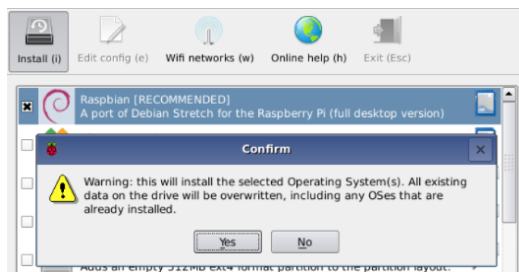 Install (i) Edit config (e) Wifi networks (w) Online help (h) Exit (Esc)
Raspbian [RECOMMENDED]
A port of Debian Stretch for the Raspberry Pi (full desktop version)
Confirm
Warning: this will install the selected Operating System(s). All existing
data on the drive will be overwritten, including any OSes that are
already installed.
Yes No
Adds an empty 512MB ext4 format partition to the partition layout.